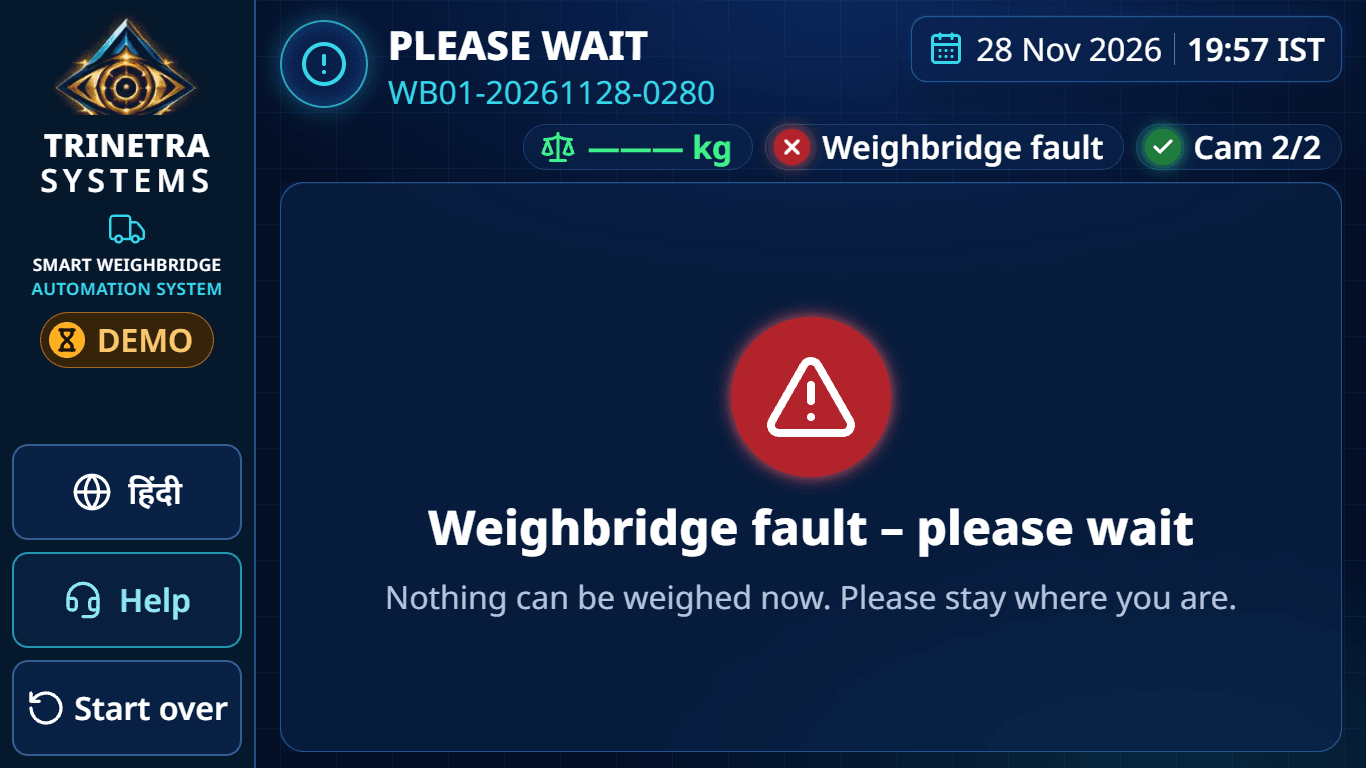 TRINETRA
SYSTEMS
SMART WEIGHBRIDGE
AUTOMATION SYSTEM
DEMO
हिंदी
Help
Start over
PLEASE WAIT
WB01-20261128-0280
28 Nov 2026 19:57 IST
——— kg
Weighbridge fault
Cam 2/2
Weighbridge fault – please wait
Nothing can be weighed now. Please stay where you are.